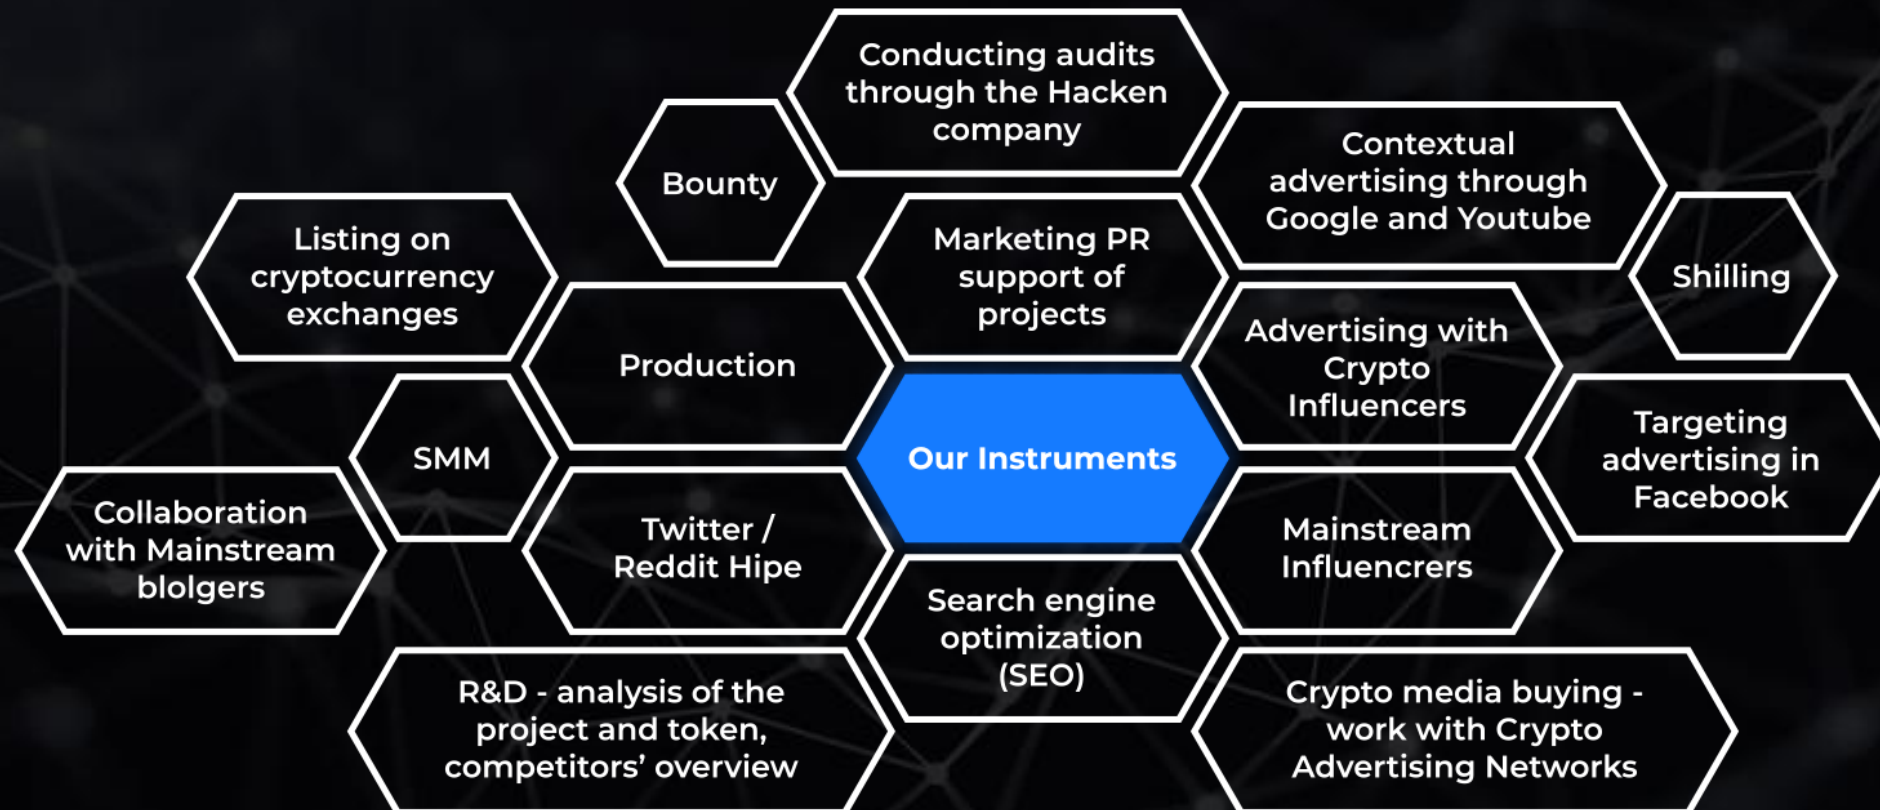 Conducting audits
through the Hacken
company
Bounty
Contextual
advertising through
Google and Youtube
Listing on
cryptocurrency
exchanges
Marketing PR
support of
projects
Shilling
Production
Advertising with
Crypto
Influencers
SMM
Our Instruments
Targeting
advertising in
Facebook
Collaboration
with Mainstream
blolgers
Twitter /
Reddit Hipe
Mainstream
Influencrers
Search engine
optimization
(SEO)
R&D - analysis of the
project and token,
competitors’ overview
Crypto media buying -
work with Crypto
Advertising Networks